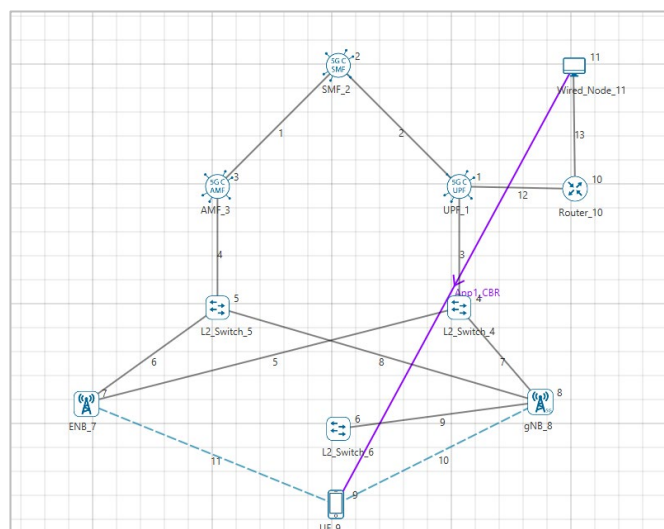 5G C
SMF
2
SMF_2
11
Wired_Node_11
1
2
13
5G C
AMF
3
AMF_3
5G C
UPF
1
UPF_1
12
10
Router_10
4
3
App1_CBR
5
L2_Switch_5
4
L2_Switch_4
6
5
8
7
7
ENB_7
8
5G
gNB_8
6
L2_Switch_6
9
11
10
9
UE_9